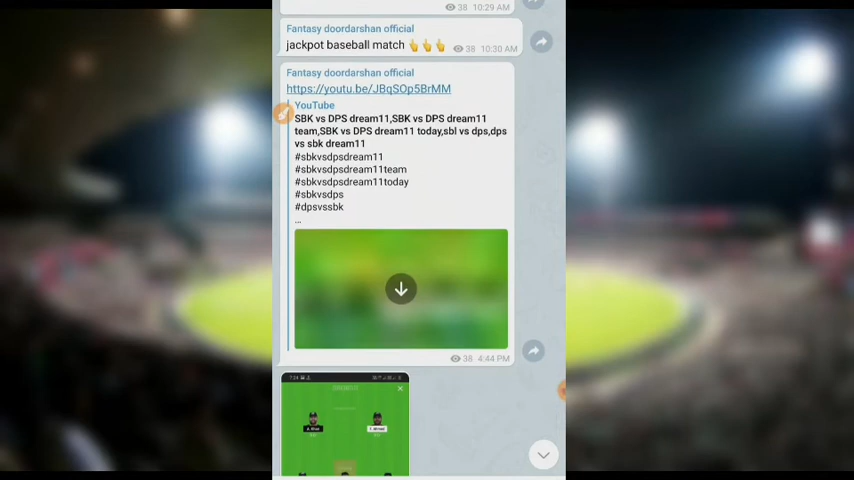 38 10:29 AM
Fantasy doordarshan official
jackpot baseball match 👆👆👆 38 10:30 AM
Fantasy doordarshan official
https://youtu.be/JBqSOp5BrMM
YouTube
SBK vs DPS dream11,SBK vs DPS dream11
team,SBK vs DPS dream11 today,sbl vs dps,dps
vs sbk dream11
#sbkvsdpsdream11
#sbkvsdpsdream11team
#sbkvsdpsdream11today
#sbkvsdps
#dpsvssbk
...
38 4:44 PM